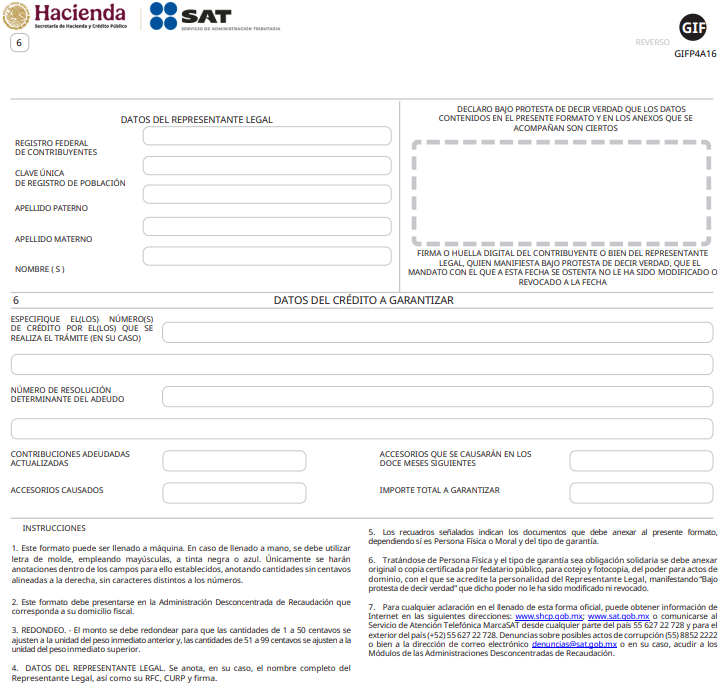 Hacienda
Secretaría de Hacienda y Crédito Público
SAT
SERVICIO DE ADMINISTRACIÓN TRIBUTARIA
6
REVERSO
GIF
GIFP4A16
DATOS DEL REPRESENTANTE LEGAL
REGISTRO FEDERAL
DE CONTRIBUYENTES
CLAVE ÚNICA
DE REGISTRO DE POBLACIÓN
APELLIDO PATERNO
APELLIDO MATERNO
NOMBRE ( S )
DECLARO BAJO PROTESTA DE DECIR VERDAD QUE LOS DATOS
CONTENIDOS EN EL PRESENTE FORMATO Y EN LOS ANEXOS QUE SE
ACOMPAÑAN SON CIERTOS
FIRMA O HUELLA DIGITAL DEL CONTRIBUYENTE O BIEN DEL REPRESENTANTE
LEGAL, QUIEN MANIFIESTA BAJO PROTESTA DE DECIR VERDAD, QUE EL
MANDATO CON EL QUE A ESTA FECHA SE OSTENTA NO LE HA SIDO MODIFICADO O
REVOCADO A LA FECHA
6 DATOS DEL CRÉDITO A GARANTIZAR
ESPECIFIQUE EL(LOS) NÚMERO(S)
DE CRÉDITO POR EL(LOS) QUE SE
REALIZA EL TRÁMITE (EN SU CASO)
NÚMERO DE RESOLUCIÓN
DETERMINANTE DEL ADEUDO
CONTRIBUCIONES ADEUDADAS
ACTUALIZADAS
ACCESORIOS QUE SE CAUSARÁN EN LOS
DOCE MESES SIGUIENTES
ACCESORIOS CAUSADOS
IMPORTE TOTAL A GARANTIZAR
INSTRUCCIONES
1. Este formato puede ser llenado a máquina. En caso de llenado a mano, se debe utilizar
letra de molde, empleando mayúsculas, a tinta negra o azul. Únicamente se harán
anotaciones dentro de los campos para ello establecidos, anotando cantidades sin centavos
alineadas a la derecha, sin caracteres distintos a los números.
2. Este formato debe presentarse en la Administración Desconcentrada de Recaudación que
corresponda a su domicilio fiscal.
3. REDONDEO. - El monto se debe redondear para que las cantidades de 1 a 50 centavos se
ajusten a la unidad del peso inmediato anterior y, las cantidades de 51 a 99 centavos se ajusten a la
unidad del peso inmediato superior.
4. DATOS DEL REPRESENTANTE LEGAL. Se anota, en su caso, el nombre completo del
Representante Legal, así como su RFC, CURP y firma.
5. Los recuadros señalados indican los documentos que debe anexar al presente formato,
dependiendo sí es Persona Física o Moral y del tipo de garantía.
6. Tratándose de Persona Física y el tipo de garantía sea obligación solidaria se debe anexar
original o copia certificada por fedatario público, para cotejo y fotocopia, del poder para actos de
dominio, con el que se acredite la personalidad del Representante Legal, manifestando "Bajo
protesta de decir verdad" que dicho poder no le ha sido modificado ni revocado.
7. Para cualquier aclaración en el llenado de esta forma oficial, puede obtener información de
Internet en las siguientes direcciones: www.shcp.gob.mx; www.sat.gob.mx o comunicarse al
Servicio de Atención Telefónica MarcaSAT desde cualquier parte del país 55 627 22 728 y para el
exterior del país (+52) 55 627 22 728. Denuncias sobre posibles actos de corrupción (55) 8852 2222
o bien a la dirección de correo electrónico denuncias@sat.gob.mx o en su caso, acudir a los
Módulos de las Administraciones Desconcentradas de Recaudación.